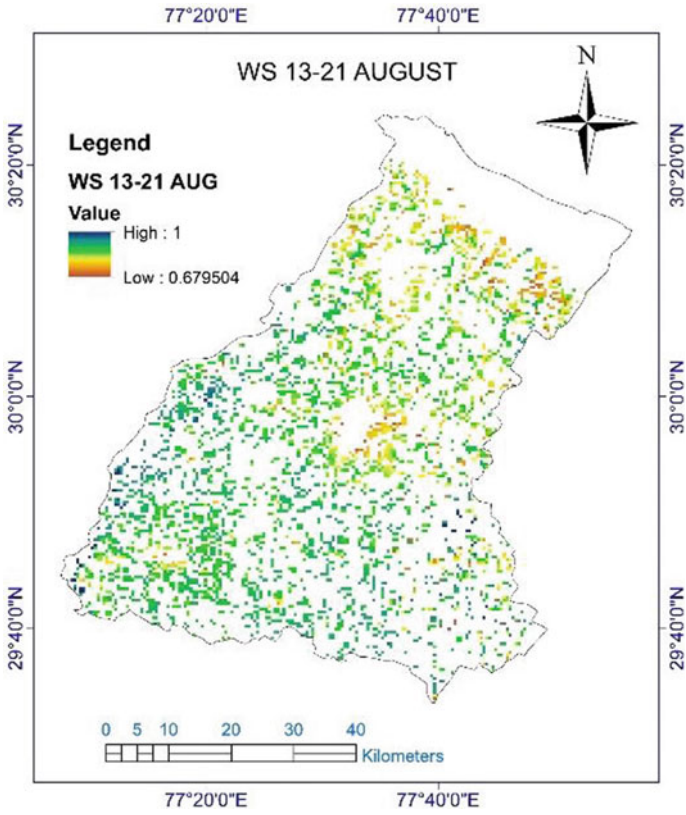 77°20'0"E 77°40'0"E
WS 13-21 AUGUST
N
Legend
WS 13-21 AUG
Value
High : 1
Low : 0.679504
30°20'0"N 30°20'0"N
30°0'0"N 30°0'0"N
29°40'0"N 29°40'0"N
0 5 10 20 30 40
Kilometers
77°20'0"E 77°40'0"E